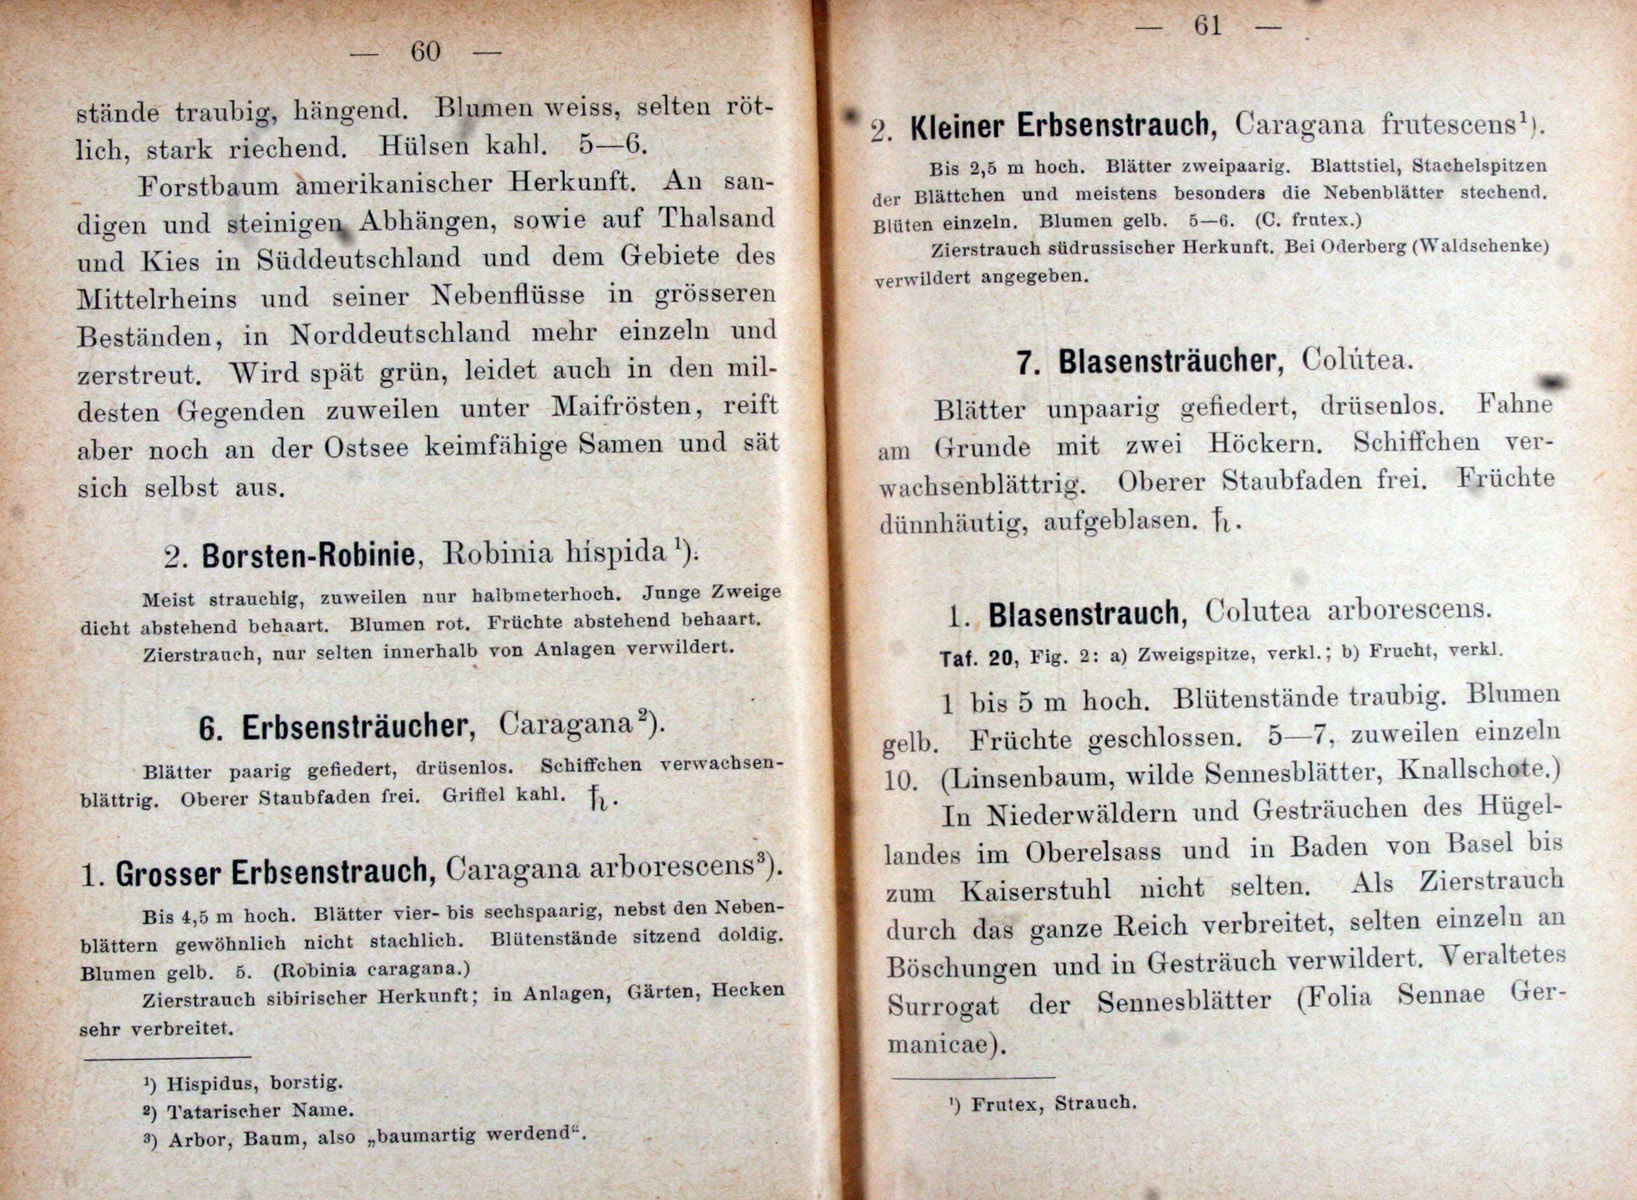 — 60 —
stände traubig, hängend. Blumen weiss, selten röt-
lich, stark riechend. Hülsen kahl. 5—6.
Forstbaum amerikanischer Herkunft. An san-
digen und steinigen Abhängen, sowie auf Thalsand
und Kies in Süddeutschland und dem Gebiete des
Mittelrheins und seiner Nebenflüsse in grösseren
Beständen, in Norddeutschland mehr einzeln und
zerstreut. Wird spät grün, leidet auch in den mil-
desten Gegenden zuweilen unter Maifrösten, reift
aber noch an der Ostsee keimfähige Samen und sät
sich selbst aus.
2. Borsten-Robinie, Robinia híspida ¹).
Meist strauchig, zuweilen nur halbmeterhoch. Junge Zweige
dicht abstehend behaart. Blumen rot. Früchte abstehend behaart.
Zierstrauch, nur selten innerhalb von Anlagen verwildert.
6. Erbsensträucher, Caragana ²).
Blätter paarig gefiedert, drüsenlos. Schiffchen verwachsen-
blättrig. Oberer Staubfaden frei. Griffel kahl. ♄.
1. Grosser Erbsenstrauch, Caragana arborescens³).
Bis 4,5 m hoch. Blätter vier- bis sechspaarig, nebst den Neben-
blättern gewöhnlich nicht stachlich. Blütenstände sitzend doldig.
Blumen gelb. 5. (Robinia caragana.)
Zierstrauch sibirischer Herkunft; in Anlagen, Gärten, Hecken
sehr verbreitet.
¹) Hispidus, borstig.
²) Tatarischer Name.
³) Arbor, Baum, also „baumartig werdend“.
— 61 —
2. Kleiner Erbsenstrauch, Caragana frutescens¹).
Bis 2,5 m hoch. Blätter zweipaarig. Blattstiel, Stachelspitzen
der Blättchen und meistens besonders die Nebenblätter stechend.
Blüten einzeln. Blumen gelb. 5—6. (C. frutex.)
Zierstrauch südrussischer Herkunft. Bei Oderberg (Waldschenke)
verwildert angegeben.
7. Blasensträucher, Colútea.
Blätter unpaarig gefiedert, drüsenlos. Fahne
am Grunde mit zwei Höckern. Schiffchen ver-
wachsenblättrig. Oberer Staubfaden frei. Früchte
dünnhäutig, aufgeblasen. ♄.
1. Blasenstrauch, Colutea arborescens.
Taf. 20, Fig. 2: a) Zweigspitze, verkl.; b) Frucht, verkl.
1 bis 5 m hoch. Blütenstände traubig. Blumen
gelb. Früchte geschlossen. 5—7, zuweilen einzeln
10. (Linsenbaum, wilde Sennesblätter, Knallschote.)
In Niederwäldern und Gesträuchen des Hügel-
landes im Oberelsass und in Baden von Basel bis
zum Kaiserstuhl nicht selten. Als Zierstrauch
durch das ganze Reich verbreitet, selten einzeln an
Böschungen und in Gesträuch verwildert. Veraltetes
Surrogat der Sennesblätter (Folia Sennae Ger-
manicae).
¹) Frutex, Strauch.